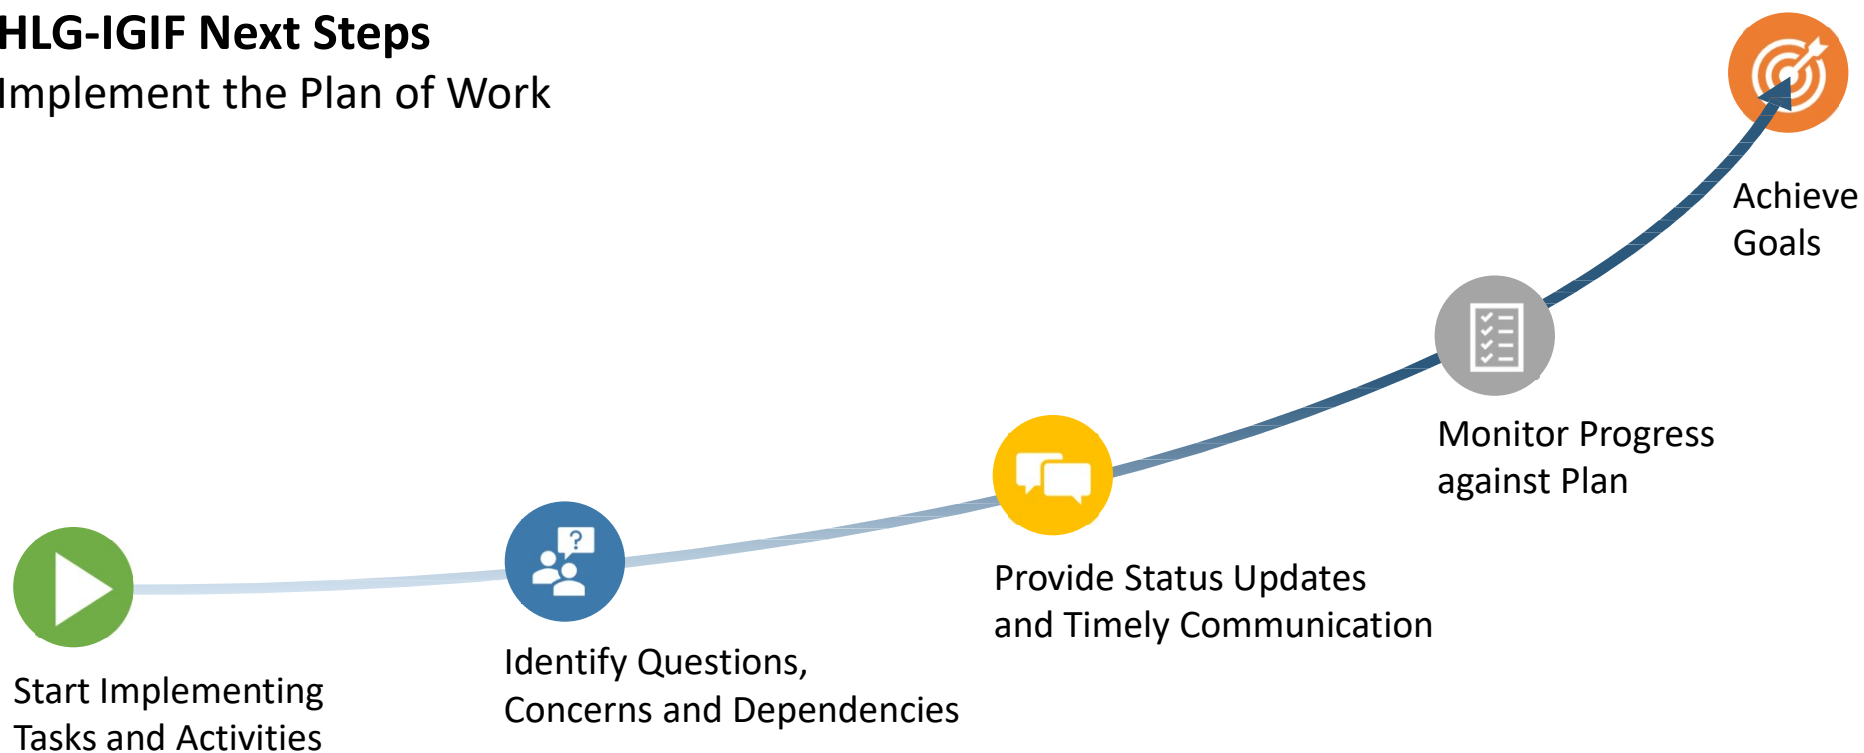 HLG-IGIF Next Steps
Implement the Plan of Work
Achieve
Goals
Monitor Progress
against Plan
Provide Status Updates
and Timely Communication
?
Identify Questions,
Concerns and Dependencies
Start Implementing
Tasks and Activities